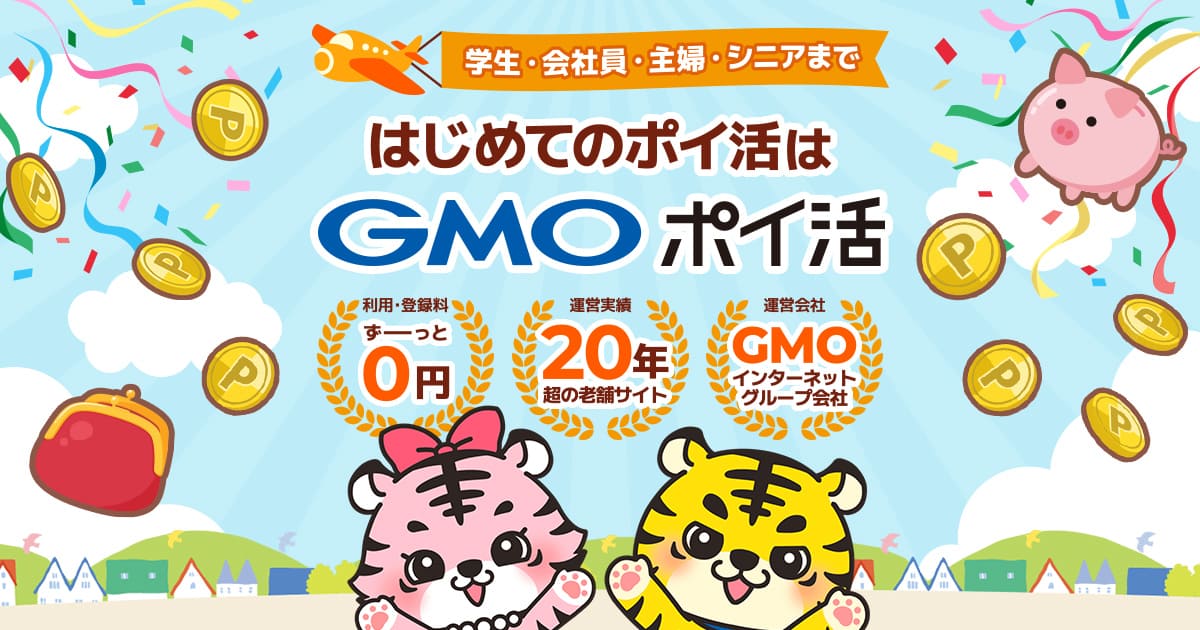 学生・会社員・主婦・シニアまで
はじめてのポイ活は
GMO ポイ活
利用・登録料
ずーーっと
0円
運営実績
20年
超の老舗サイト
運営会社
GMO
インターネット
グループ会社
P
P
P
P
P
P
P
P